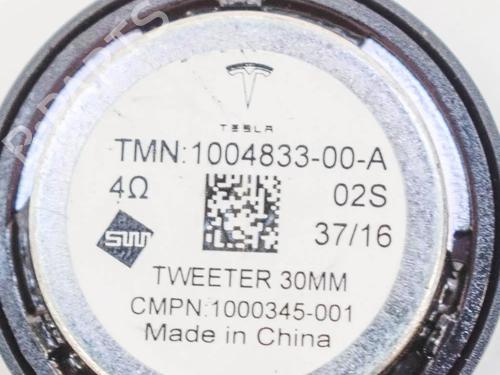 TESLA
TMN:1004833-00-A
4Ω
02S
37/16
TWEETER 30MM
CMPN:1000345-001
Made in China